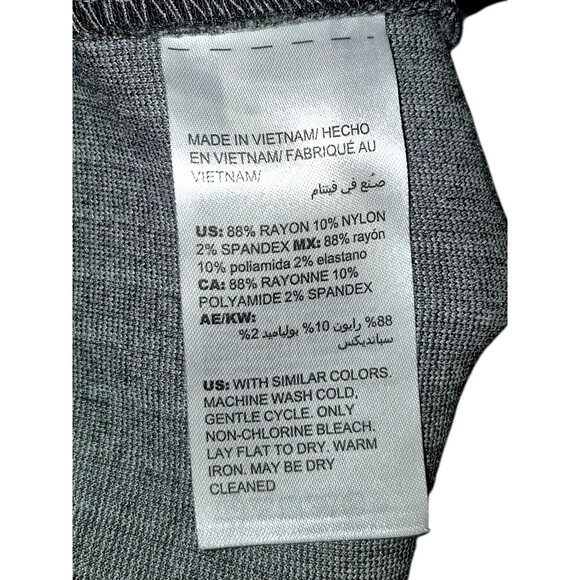 MADE IN VIETNAM/ HECHO
EN VIETNAM/ FABRIQUÉ AU
VIETNAM/
صنع في فيتنام
US: 88% RAYON 10% NYLON
2% SPANDEX MX: 88% rayón
10% poliamida 2% elastano
CA: 88% RAYONNE 10%
POLYAMIDE 2% SPANDEX
AE/KW:
88% رايون 10% بولياميد 2%
سباندیکس
US: WITH SIMILAR COLORS.
MACHINE WASH COLD,
GENTLE CYCLE. ONLY
NON-CHLORINE BLEACH.
LAY FLAT TO DRY. WARM
IRON. MAY BE DRY
CLEANED